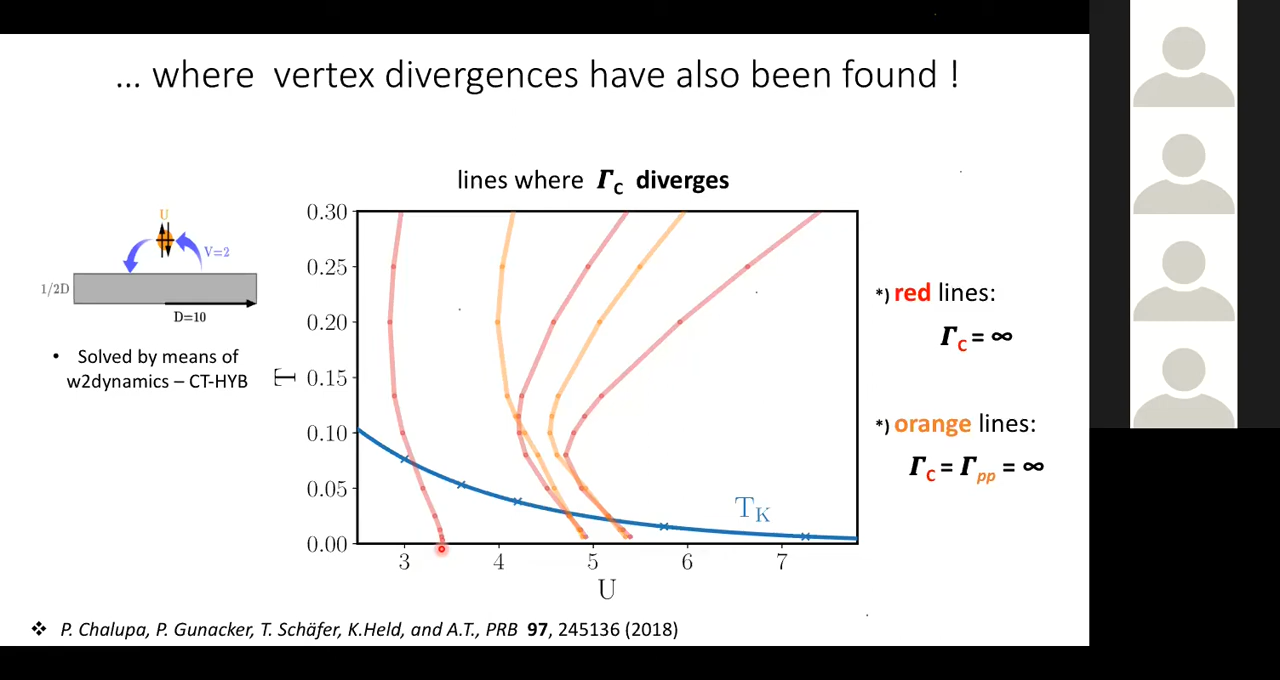 ... where vertex divergences have also been found !
lines where Γc diverges
U
V=2
1/2D
D=10
• Solved by means of
w2dynamics – CT-HYB
0.30
0.25
0.20
0.15
0.10
0.05
0.00
T
3 4 5 6 7
U
T_K
*) red lines:
Γc = ∞
*) orange lines:
Γc = Γpp = ∞
❖ P. Chalupa, P. Gunacker, T. Schäfer, K.Held, and A.T., PRB 97, 245136 (2018)